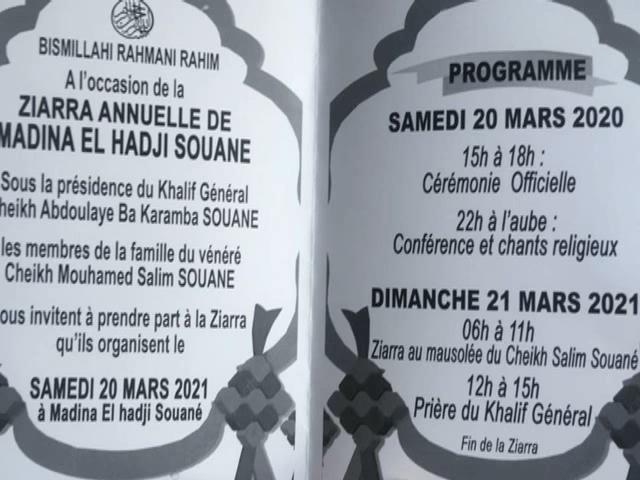 BISMILLAHI RAHMANI RAHIM
A l'occasion de la
ZIARRA ANNUELLE DE
MADINA EL HADJI SOUANE
Sous la présidence du Khalif Général
heikh Abdoulaye Ba Karamba SOUANE
les membres de la famille du vénéré
Cheikh Mouhamed Salim SOUANE
ous invitent à prendre part à la Ziarra
qu'ils organisent le
SAMEDI 20 MARS 2021
à Madina El hadji Souané
PROGRAMME
SAMEDI 20 MARS 2020
15h à 18h :
Cérémonie Officielle
22h à l'aube :
Conférence et chants religieux
DIMANCHE 21 MARS 2021
06h à 11h
Ziarra au mausolée du Cheikh Salim Souané
12h à 15h
Prière du Khalif Général
Fin de la Ziarra